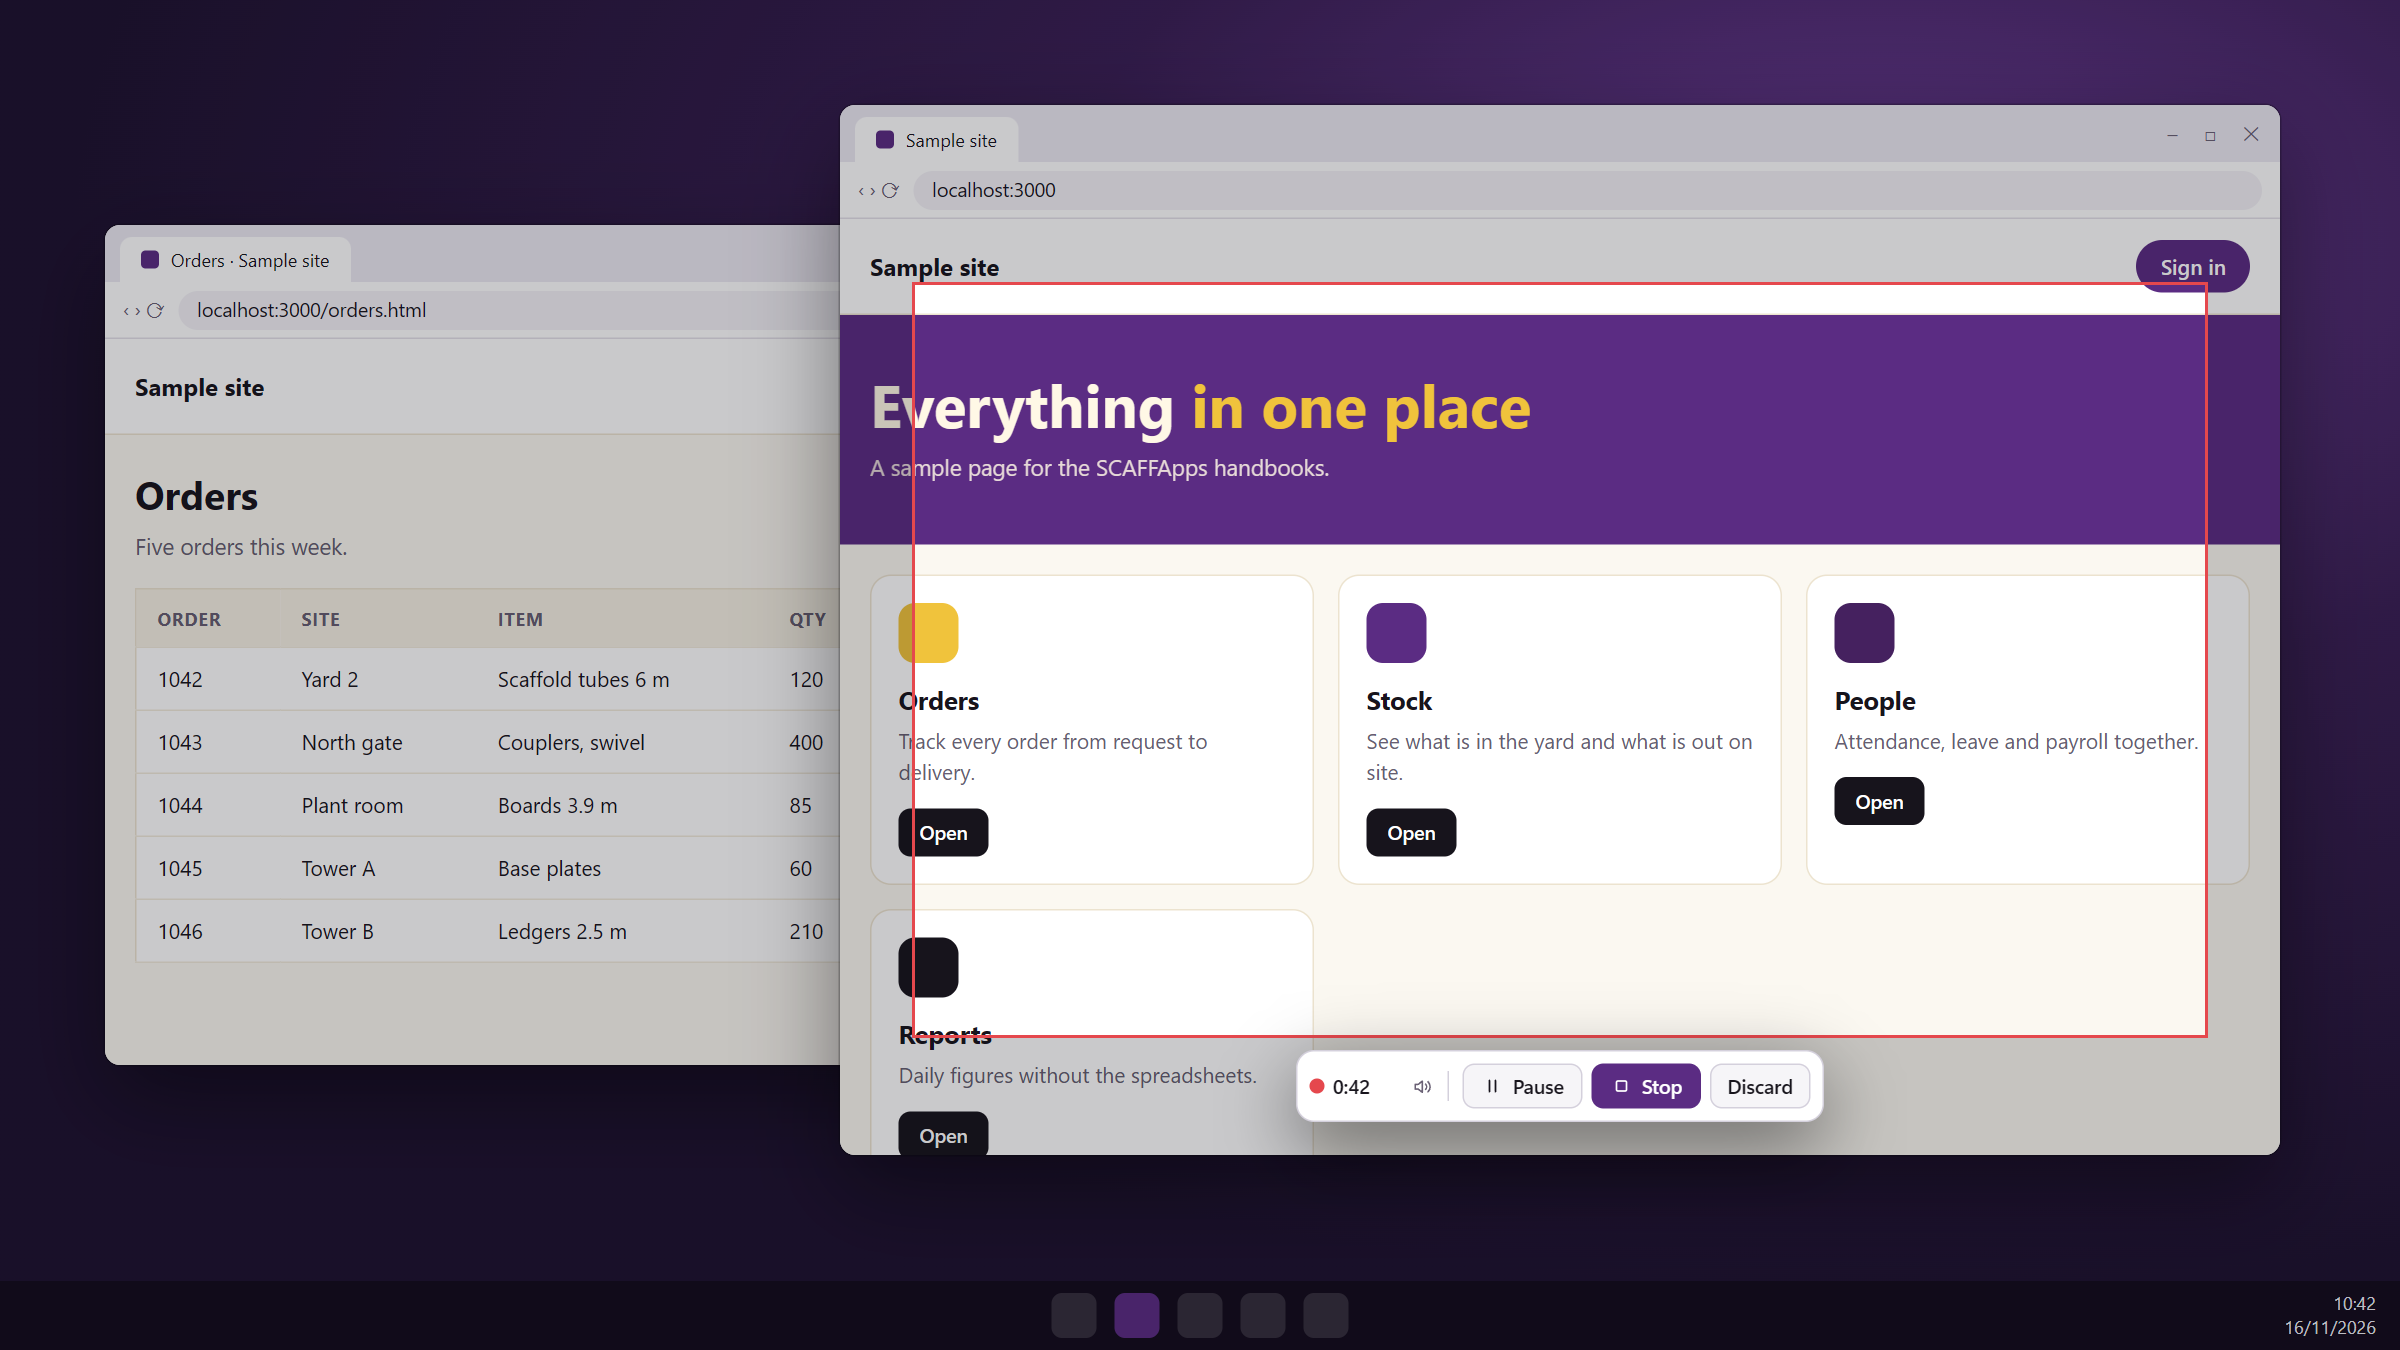 Sample site
localhost:3000
Sample site
Sign in
Everything in one place
A sample page for the SCAFFApps handbooks.
Orders
Track every order from request to
delivery.
Open
Stock
See what is in the yard and what is out on
site.
Open
People
Attendance, leave and payroll together.
Open
Reports
Daily figures without the spreadsheets.
Open
Orders · Sample site
localhost:3000/orders.html
Sample site
Orders
Five orders this week.
ORDER SITE ITEM QTY
1042 Yard 2 Scaffold tubes 6 m 120
1043 North gate Couplers, swivel 400
1044 Plant room Boards 3.9 m 85
1045 Tower A Base plates 60
1046 Tower B Ledgers 2.5 m 210
0:42 Pause Stop Discard
10:42
16/11/2026